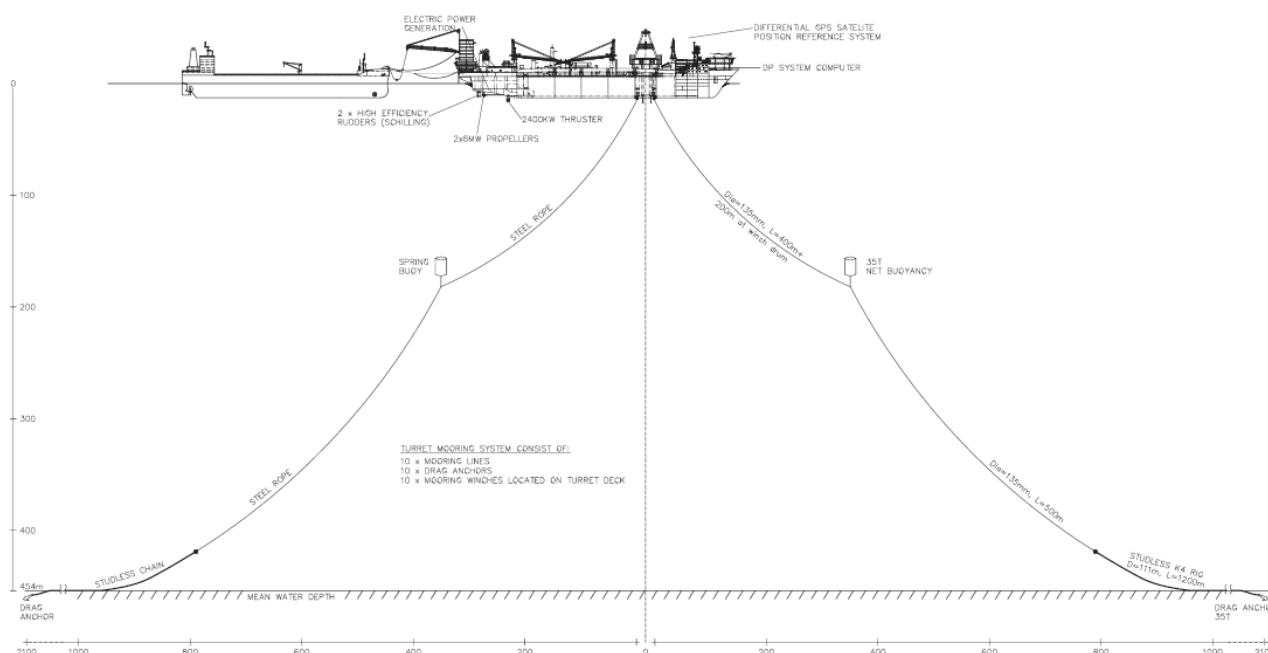 ELECTRIC POWER
GENERATION
DIFFERENTIAL GPS SATELITE
POSITION REFERENCE SYSTEM
DP SYSTEM COMPUTER
0
2 x HIGH EFFICIENCY
RUDDERS (SCHILLING)
2400KW THRUSTER
2x6MW PROPELLERS
100
STEEL ROPE
Dia=135mm, L=400m+
200m at winch drum
SPRING
BUOY
35T
NET BUOYANCY
200
300
TURRET MOORING SYSTEM CONSIST OF:
10 x MOORING LINES
10 x DRAG ANCHORS
10 x MOORING WINCHES LOCATED ON TURRET DECK
STEEL ROPE
Dia=135mm, L=500m
400
STUDLESS CHAIN
STUDLESS K4 RIG
D=111m, L=1200m
454m
MEAN WATER DEPTH
DRAG
ANCHOR
DRAG ANCHO
35T
2100 1000 800 600 400 200 0 200 400 600 800 1000 2100